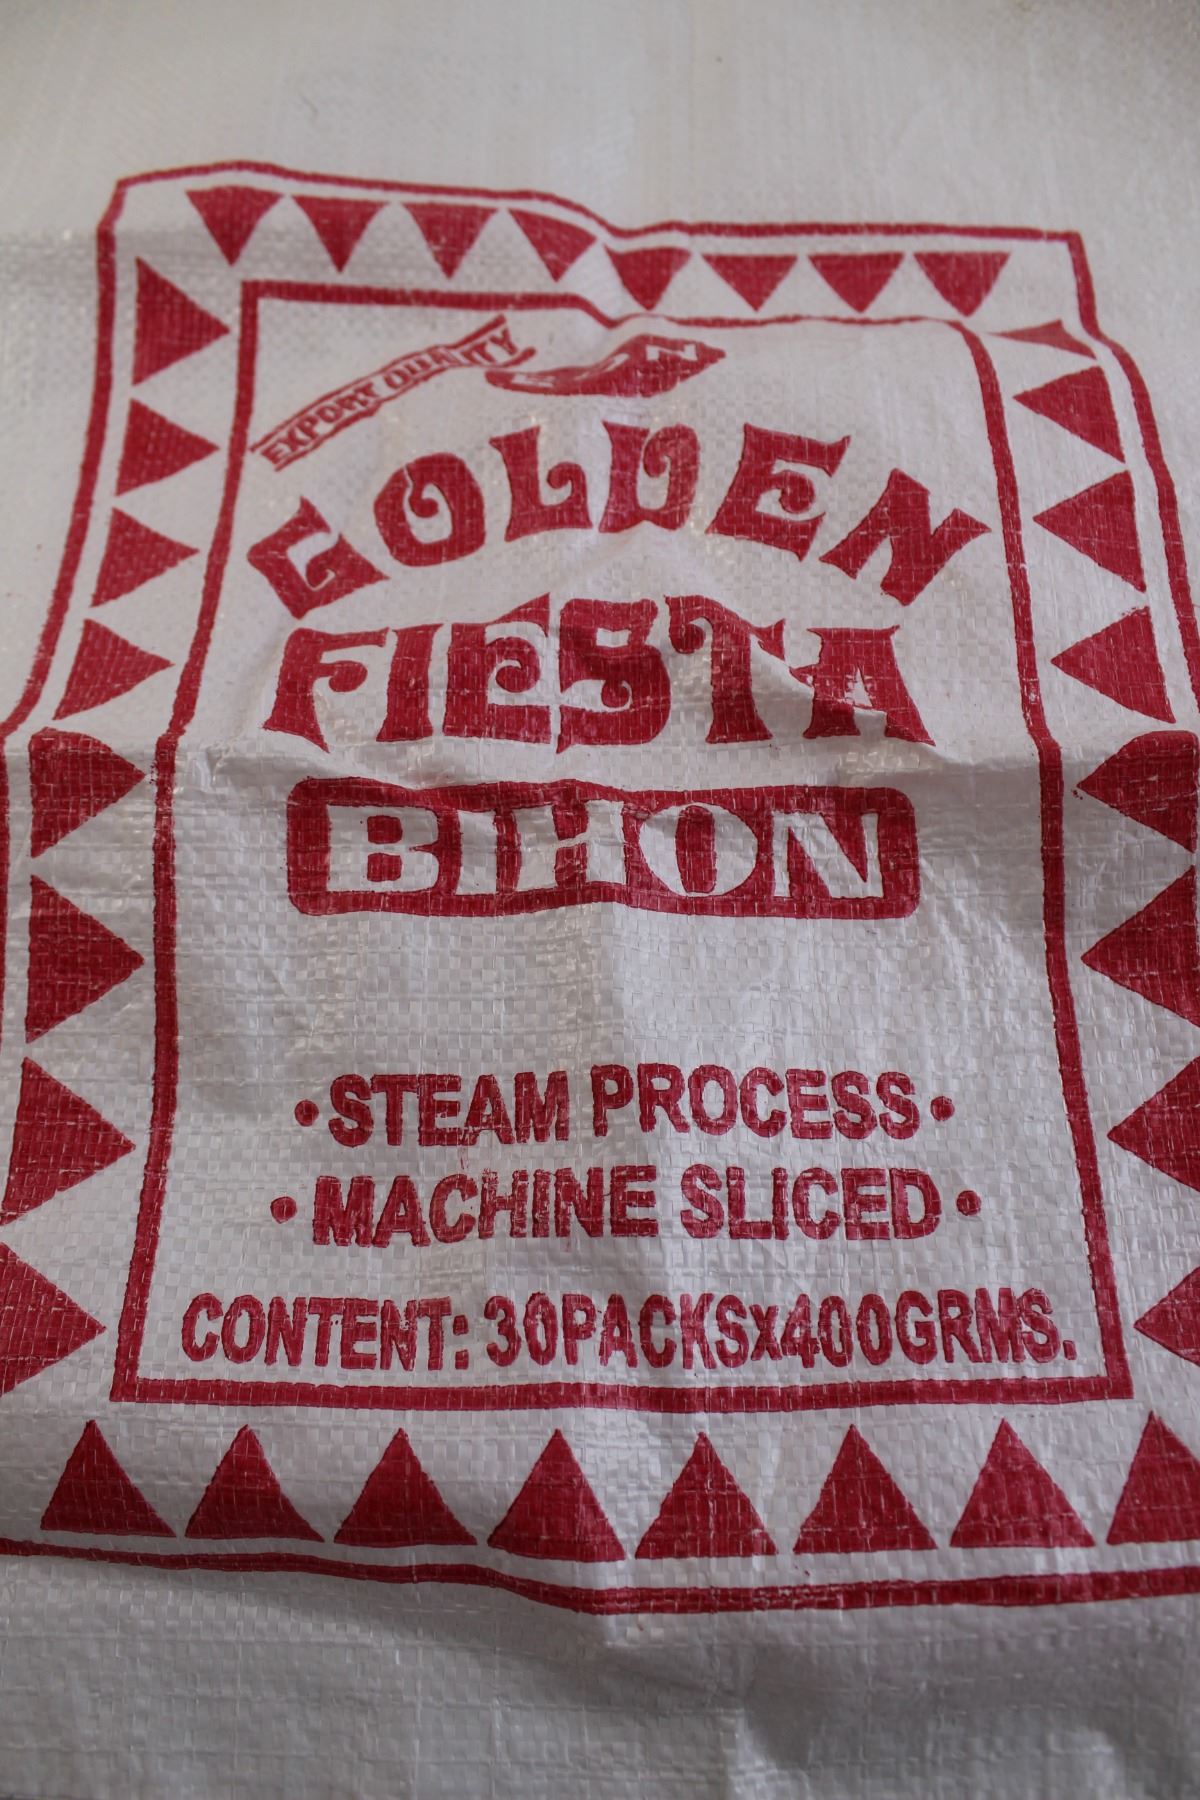 EXPORT QUALITY
GOLDEN
FIESTA
BIHON
•STEAM PROCESS•
•MACHINE SLICED•
CONTENT: 30PACKSx400GRMS.